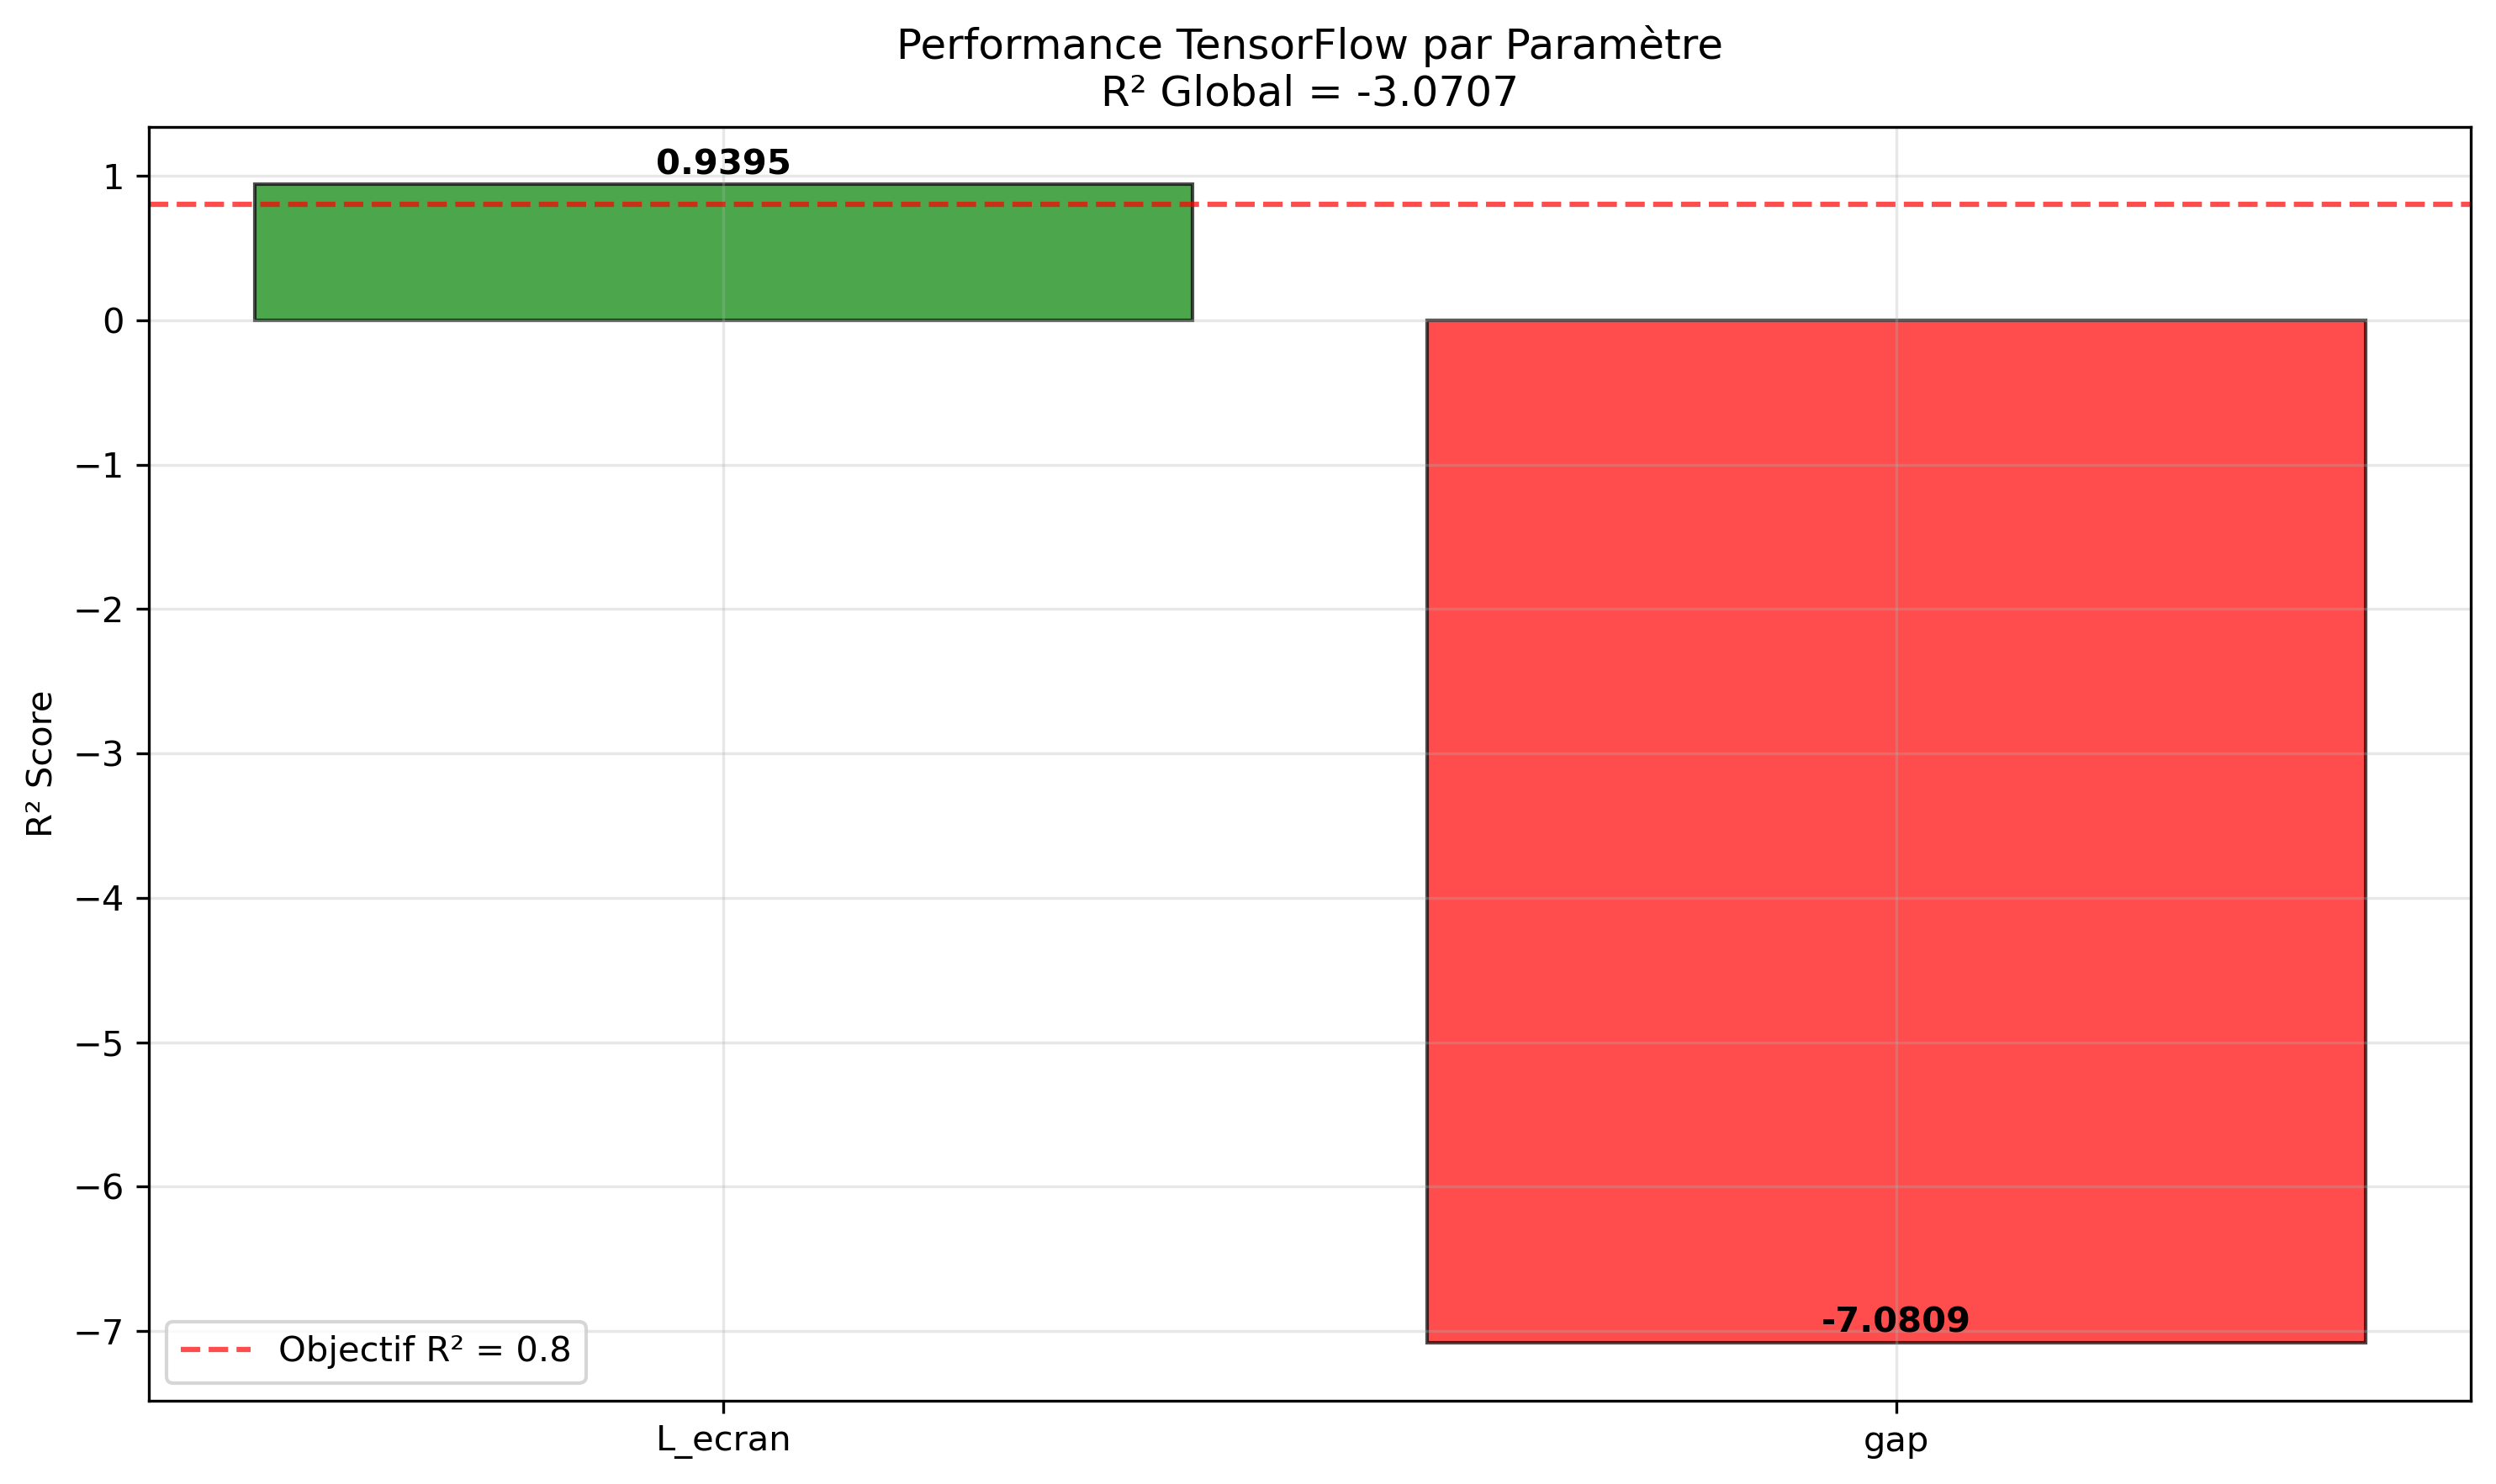 Performance TensorFlow par Paramètre
R² Global = -3.0707
R² Score
1
0
−1
−2
−3
−4
−5
−6
−7
0.9395
-7.0809
Objectif R² = 0.8
L_ecran
gap